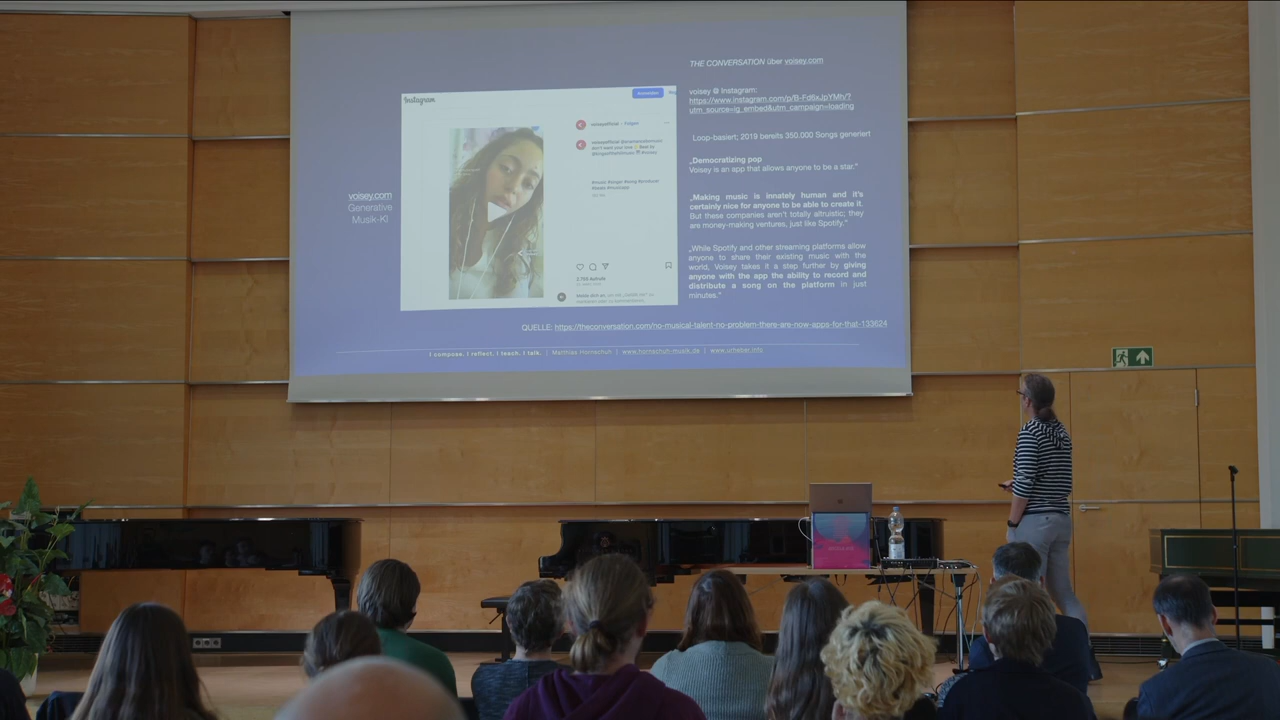 THE CONVERSATION über voisey.com
voisey @ Instagram:
https://www.instagram.com/p/B-Fd6xJpYMh/?
utm_source=ig_embed&utm_campaign=loading
Loop-basiert; 2019 bereits 350.000 Songs generiert
„Democratizing pop
Voisey is an app that allows anyone to be a star.“
„Making music is innately human and it's
certainly nice for anyone to be able to create it.
But these companies aren't totally altruistic; they
are money-making ventures, just like Spotify.“
„While Spotify and other streaming platforms allow
anyone to share their existing music with the
world, Voisey takes it a step further by giving
anyone with the app the ability to record and
distribute a song on the platform in just
minutes.“
voisey.com
Generative
Musik-KI
Instagram
QUELLE: https://theconversation.com/no-musical-talent-no-problem-there-are-now-apps-for-that-133624
I compose. I reflect. I teach. I talk. | Matthias Hornschuh | www.hornschuh-musik.de | www.urheber.info